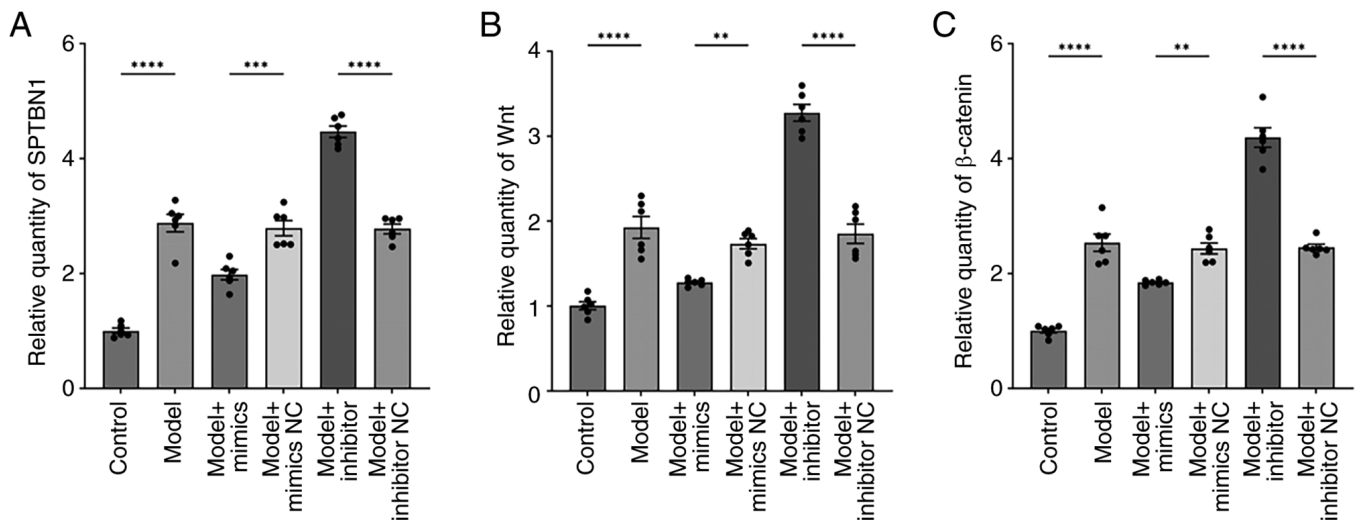 A
Relative quantity of SPTBN1
6
4
2
0
****
***
****
Control
Model
Model+
mimics
Model+
mimics NC
Model+
inhibitor
Model+
inhibitor NC
B
Relative quantity of Wnt
4
3
2
1
0
****
**
****
Control
Model
Model+
mimics
Model+
mimics NC
Model+
inhibitor
Model+
inhibitor NC
C
Relative quantity of β-catenin
6
4
2
0
****
**
****
Control
Model
Model+
mimics
Model+
mimics NC
Model+
inhibitor
Model+
inhibitor NC